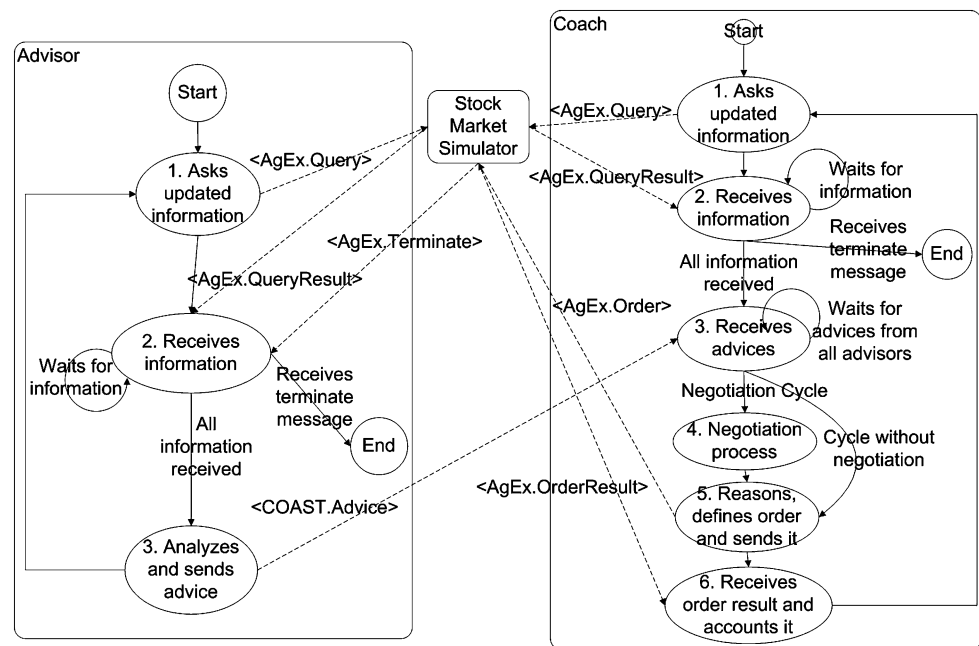 Advisor
Start
1. Asks
updated
information
<AgEx.Query>
<AgEx.Terminate>
<AgEx.QueryResult>
2. Receives
information
Waits for
information
Receives
terminate
message
End
All
information
received
<COAST.Advice>
3. Analyzes
and sends
advice
Stock
Market
Simulator
Coach
Start
1. Asks
updated
information
<AgEx.Query>
<AgEx.QueryResult>
2. Receives
information
Waits for
information
Receives
terminate
message
End
All information
received
<AgEx.Order>
3. Receives
advices
Waits for
advices from
all advisors
Negotiation Cycle
4. Negotiation
process
Cycle without
negotiation
<AgEx.OrderResult>
5. Reasons,
defines order
and sends it
6. Receives
order result and
accounts it